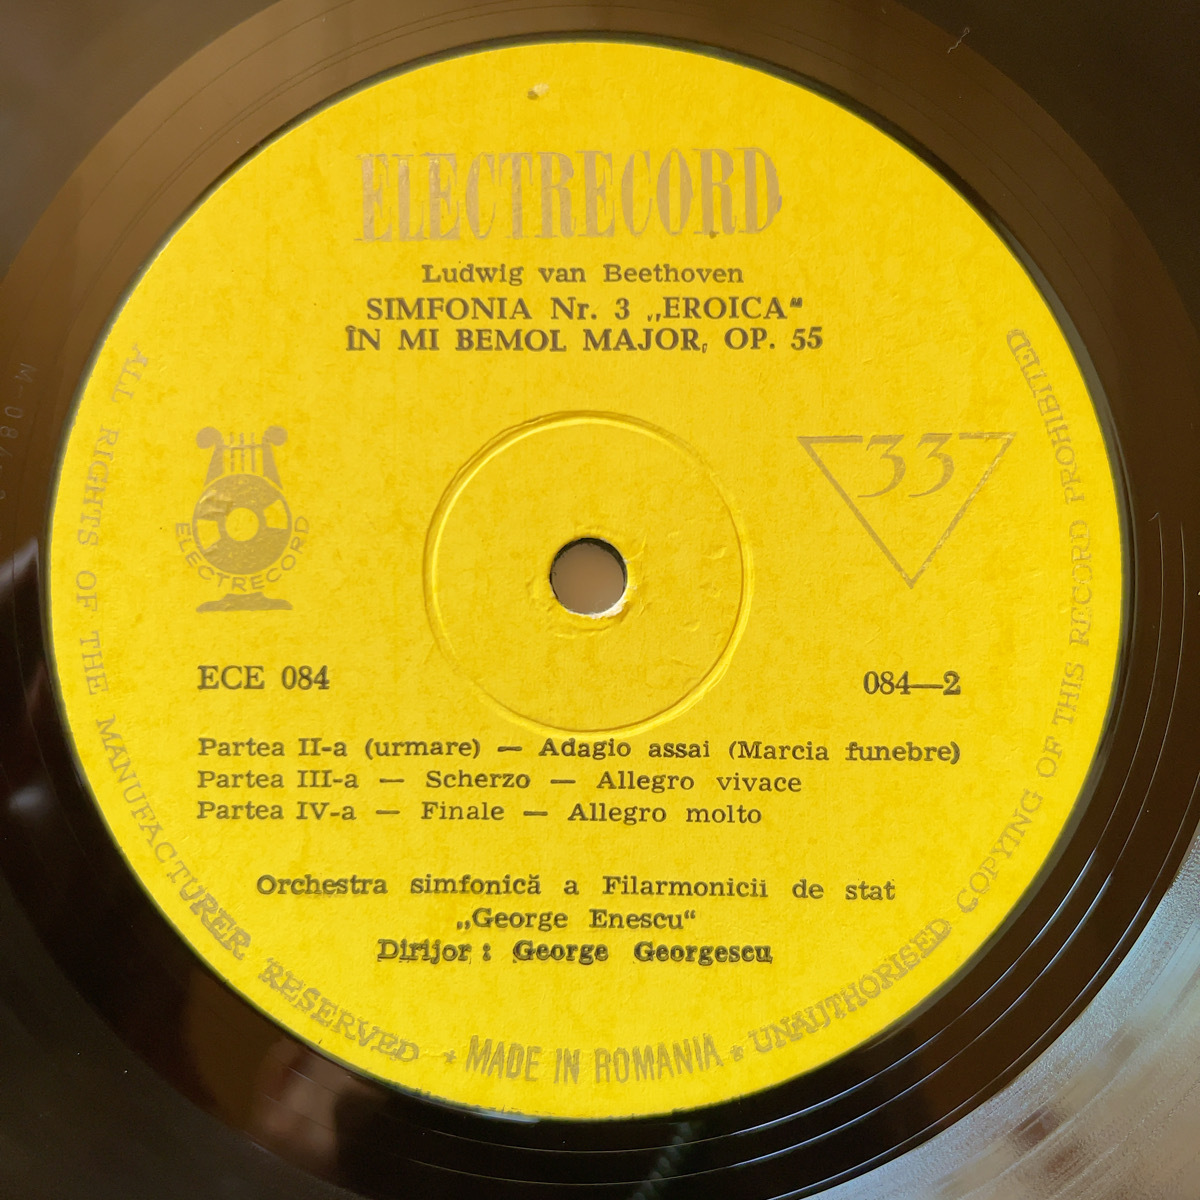 ELECTRECORD
Ludwig van Beethoven
SIMFONIA Nr. 3 „EROICA“
ÎN MI BEMOL MAJOR, OP. 55
33
ELECTRECORD
ECE 084
084—2
Partea II-a (urmare) — Adagio assai (Marcia funebre)
Partea III-a — Scherzo — Allegro vivace
Partea IV-a — Finale — Allegro molto
Orchestra simfonică a Filarmonicii de stat
„George Enescu“
Dirijor : George Georgescu
ALL RIGHTS OF THE MANUFACTURER RESERVED • MADE IN ROMANIA • UNAUTHORISED COPYING OF THIS RECORD PROHIBITED